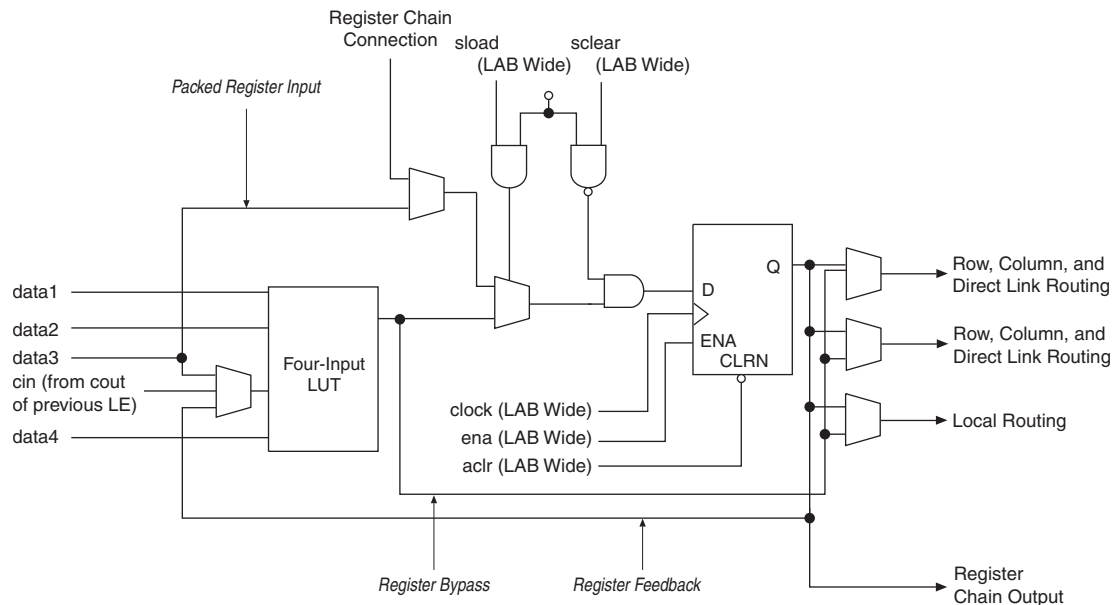 Register Chain
Connection
sload
(LAB Wide)
sclear
(LAB Wide)
Packed Register Input
data1
data2
data3
cin (from cout
of previous LE)
data4
Four-Input
LUT
Q
D
ENA
CLRN
clock (LAB Wide)
ena (LAB Wide)
aclr (LAB Wide)
Row, Column, and
Direct Link Routing
Row, Column, and
Direct Link Routing
Local Routing
Register Bypass
Register Feedback
Register
Chain Output